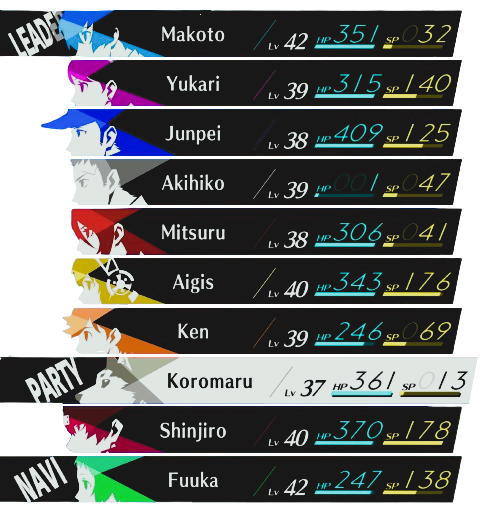 LEADER Makoto Lv 42 HP 351 SP 032
Yukari Lv 39 HP 315 SP 140
Junpei Lv 38 HP 409 SP 125
Akihiko Lv 39 HP 001 SP 047
Mitsuru Lv 38 HP 306 SP 041
Aigis Lv 40 HP 343 SP 176
Ken Lv 39 HP 246 SP 069
PARTY Koromaru Lv 37 HP 361 SP 013
Shinjiro Lv 40 HP 370 SP 178
NAVI Fuuka Lv 42 HP 247 SP 138